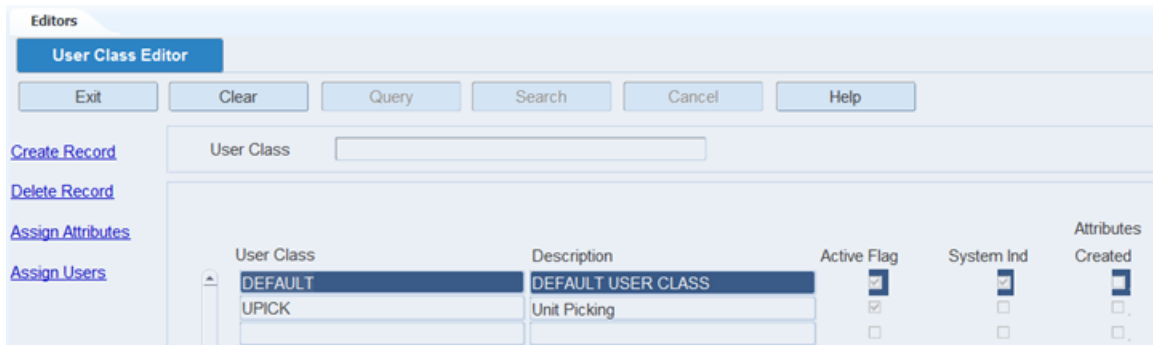 Editors
User Class Editor
Exit Clear Query Search Cancel Help
Create Record
User Class
Delete Record
Assign Attributes
Assign Users
Attributes
User Class Description Active Flag System Ind Created
DEFAULT DEFAULT USER CLASS
UPICK Unit Picking